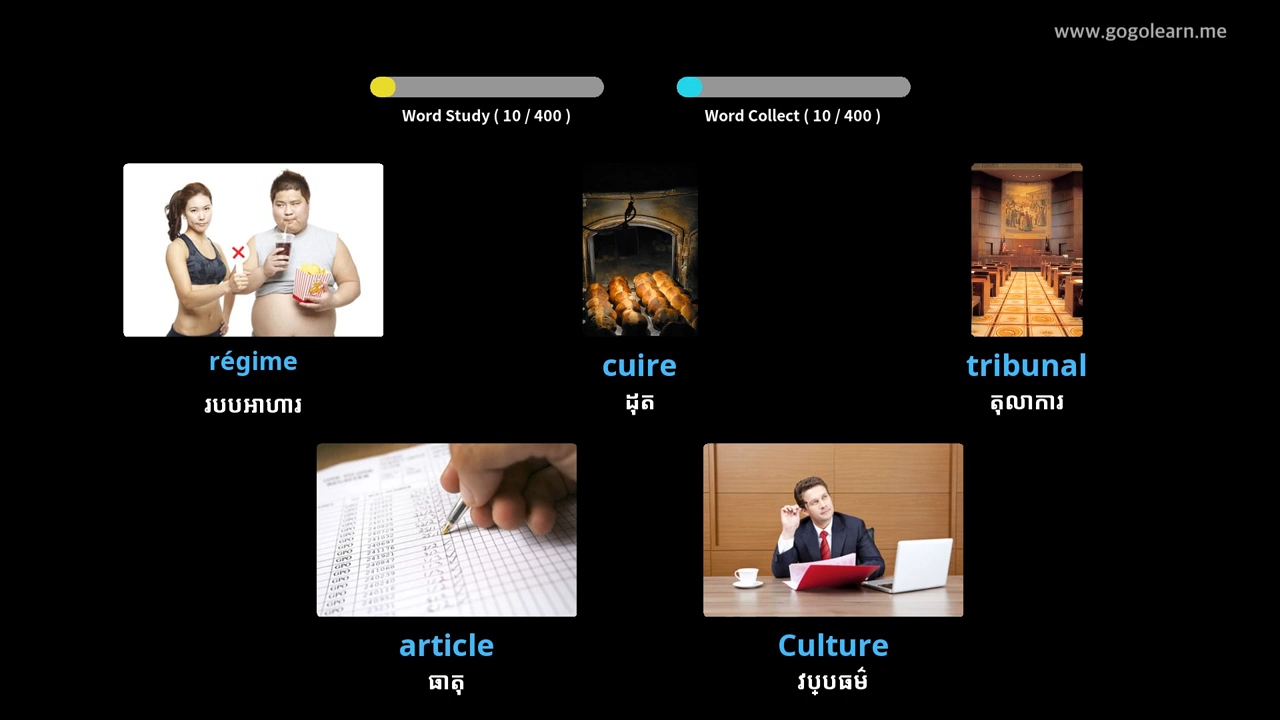 www.gogolearn.me
Word Study ( 10 / 400 )
Word Collect ( 10 / 400 )
régime
របបអាហារ
cuire
ដុត
tribunal
តុលាការ
article
ធាតុ
Culture
វប្បធម៌